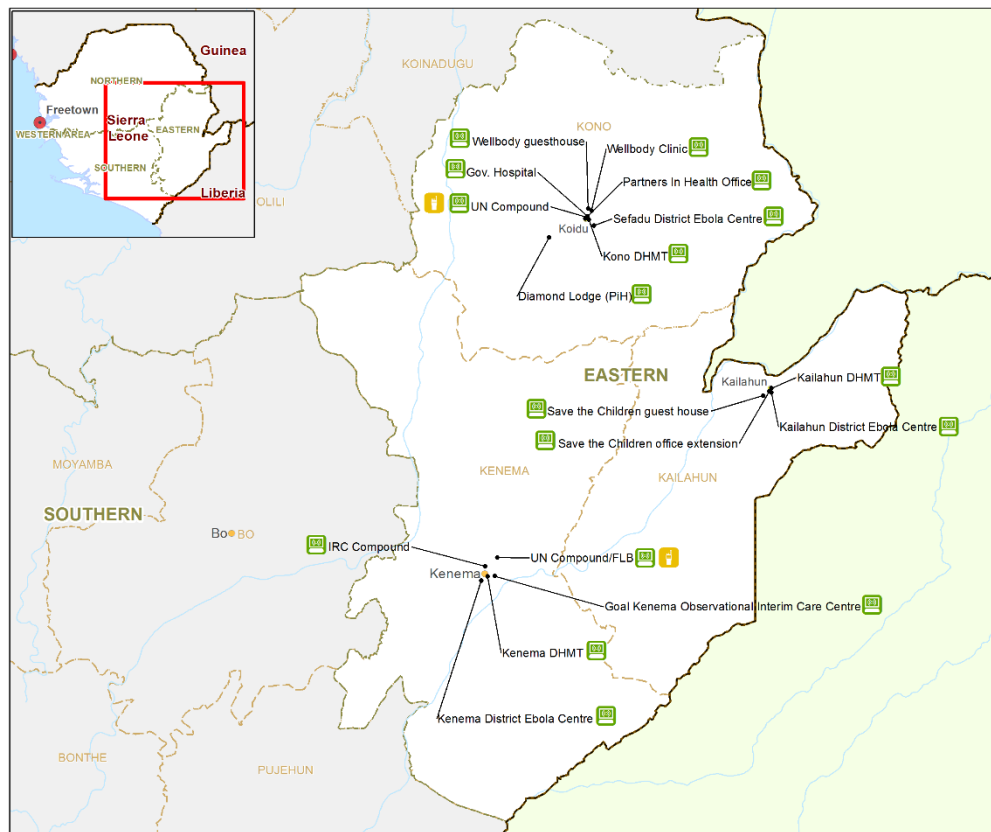 Guinea
NORTHERN
Freetown
Sierra
Leone
WESTERN AREA
EASTERN
SOUTHERN
Liberia
KOINADUGU
OLILI
KONO
Wellbody guesthouse
Wellbody Clinic
Gov. Hospital
Partners In Health Office
UN Compound
Sefadu District Ebola Centre
Koidu
Kono DHMT
Diamond Lodge (PiH)
EASTERN
Kailahun
Kailahun DHMT
Save the Children guest house
Kailahun District Ebola Centre
Save the Children office extension
MOYAMBA
KENEMA
KAILAHUN
SOUTHERN
Bo BO
IRC Compound
UN Compound/FLB
Kenema
Goal Kenema Observational Interim Care Centre
Kenema DHMT
Kenema District Ebola Centre
BONTHE
PUJEHUN